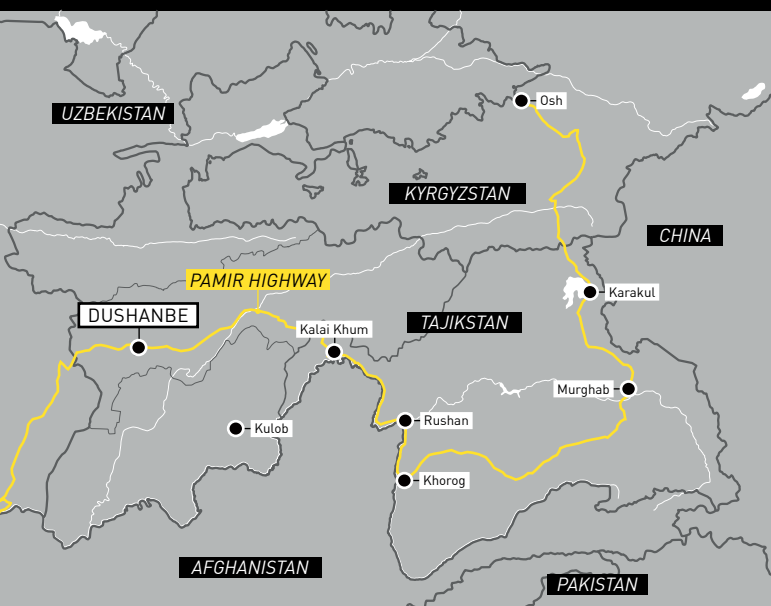 Osh
UZBEKISTAN
KYRGYZSTAN
CHINA
PAMIR HIGHWAY
Karakul
DUSHANBE
TAJIKSTAN
Kalai Khum
Murghab
Rushan
Kulob
Khorog
AFGHANISTAN
PAKISTAN